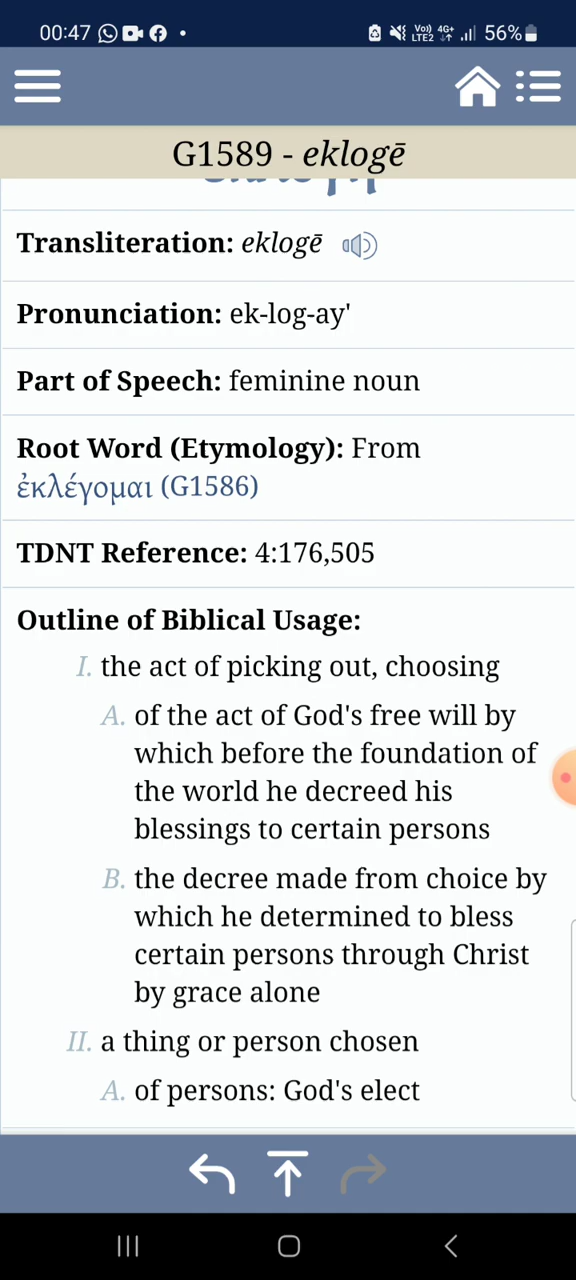 00:47
Vo)) 4G+
LTE2
56%
G1589 - eklogē
Transliteration: eklogē
Pronunciation: ek-log-ay'
Part of Speech: feminine noun
Root Word (Etymology): From
ἐκλέγομαι (G1586)
TDNT Reference: 4:176,505
Outline of Biblical Usage:
I. the act of picking out, choosing
A. of the act of God's free will by
which before the foundation of
the world he decreed his
blessings to certain persons
B. the decree made from choice by
which he determined to bless
certain persons through Christ
by grace alone
II. a thing or person chosen
A. of persons: God's elect